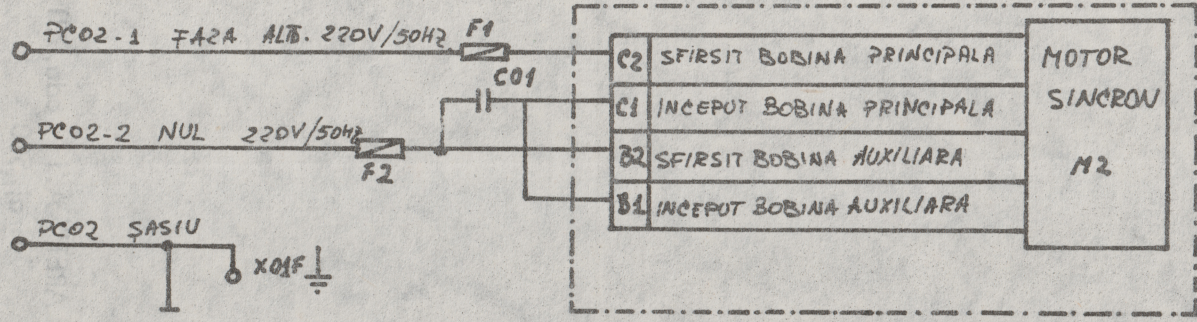 PC02-1 FAZA ALT. 220V/50HZ F1
C01
PC02-2 NUL 220V/50HZ
F2
PC02 ȘASIU
X01F
C2 SFIRSIT BOBINA PRINCIPALA
C1 INCEPUT BOBINA PRINCIPALA
B2 SFIRSIT BOBINA AUXILIARA
B1 INCEPUT BOBINA AUXILIARA
MOTOR
SINCRON
M2